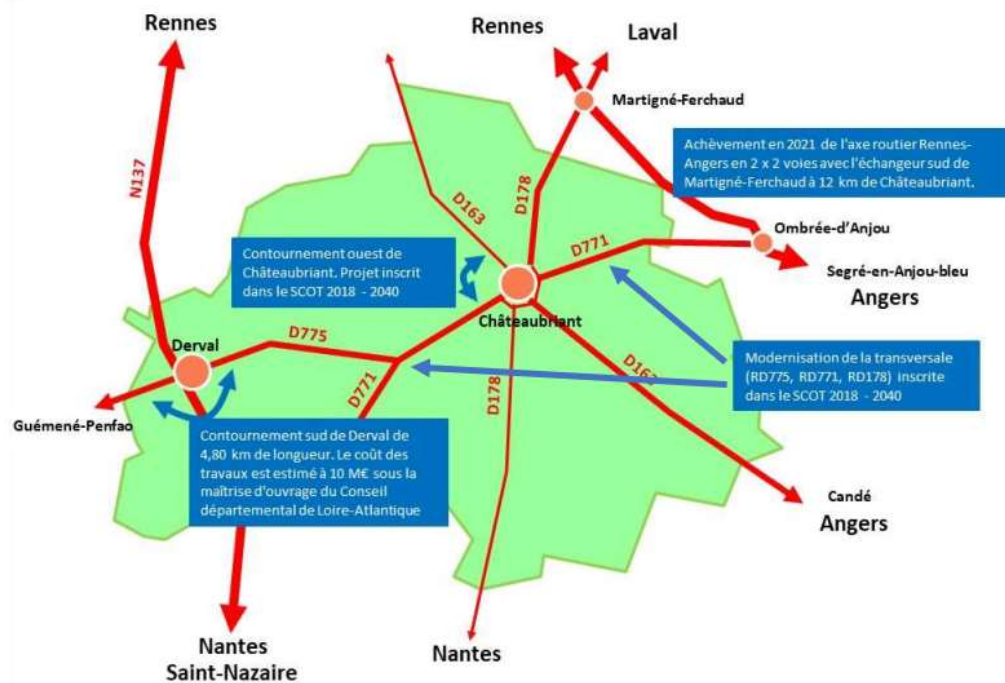 Rennes
Rennes
Laval
Martigné-Ferchaud
Achèvement en 2021 de l'axe routier Rennes-
Angers en 2 x 2 voies avec l'échangeur sud de
Martigné-Ferchaud à 12 km de Châteaubriant.
N137
D163
D178
D771
Ombrée-d'Anjou
Segré-en-Anjou-bleu
Angers
Contournement ouest de
Châteaubriant. Projet inscrit
dans le SCOT 2018 - 2040
Châteaubriant
Derval
D775
D771
D178
Modernisation de la transversale
(RD775, RD771, RD178) inscrite
dans le SCOT 2018 - 2040
Guémené-Penfao
Contournement sud de Derval de
4,80 km de longueur. Le coût des
travaux est estimé à 10 M€ sous la
maîtrise d'ouvrage du Conseil
départemental de Loire-Atlantique
Candé
Angers
Nantes
Saint-Nazaire
Nantes